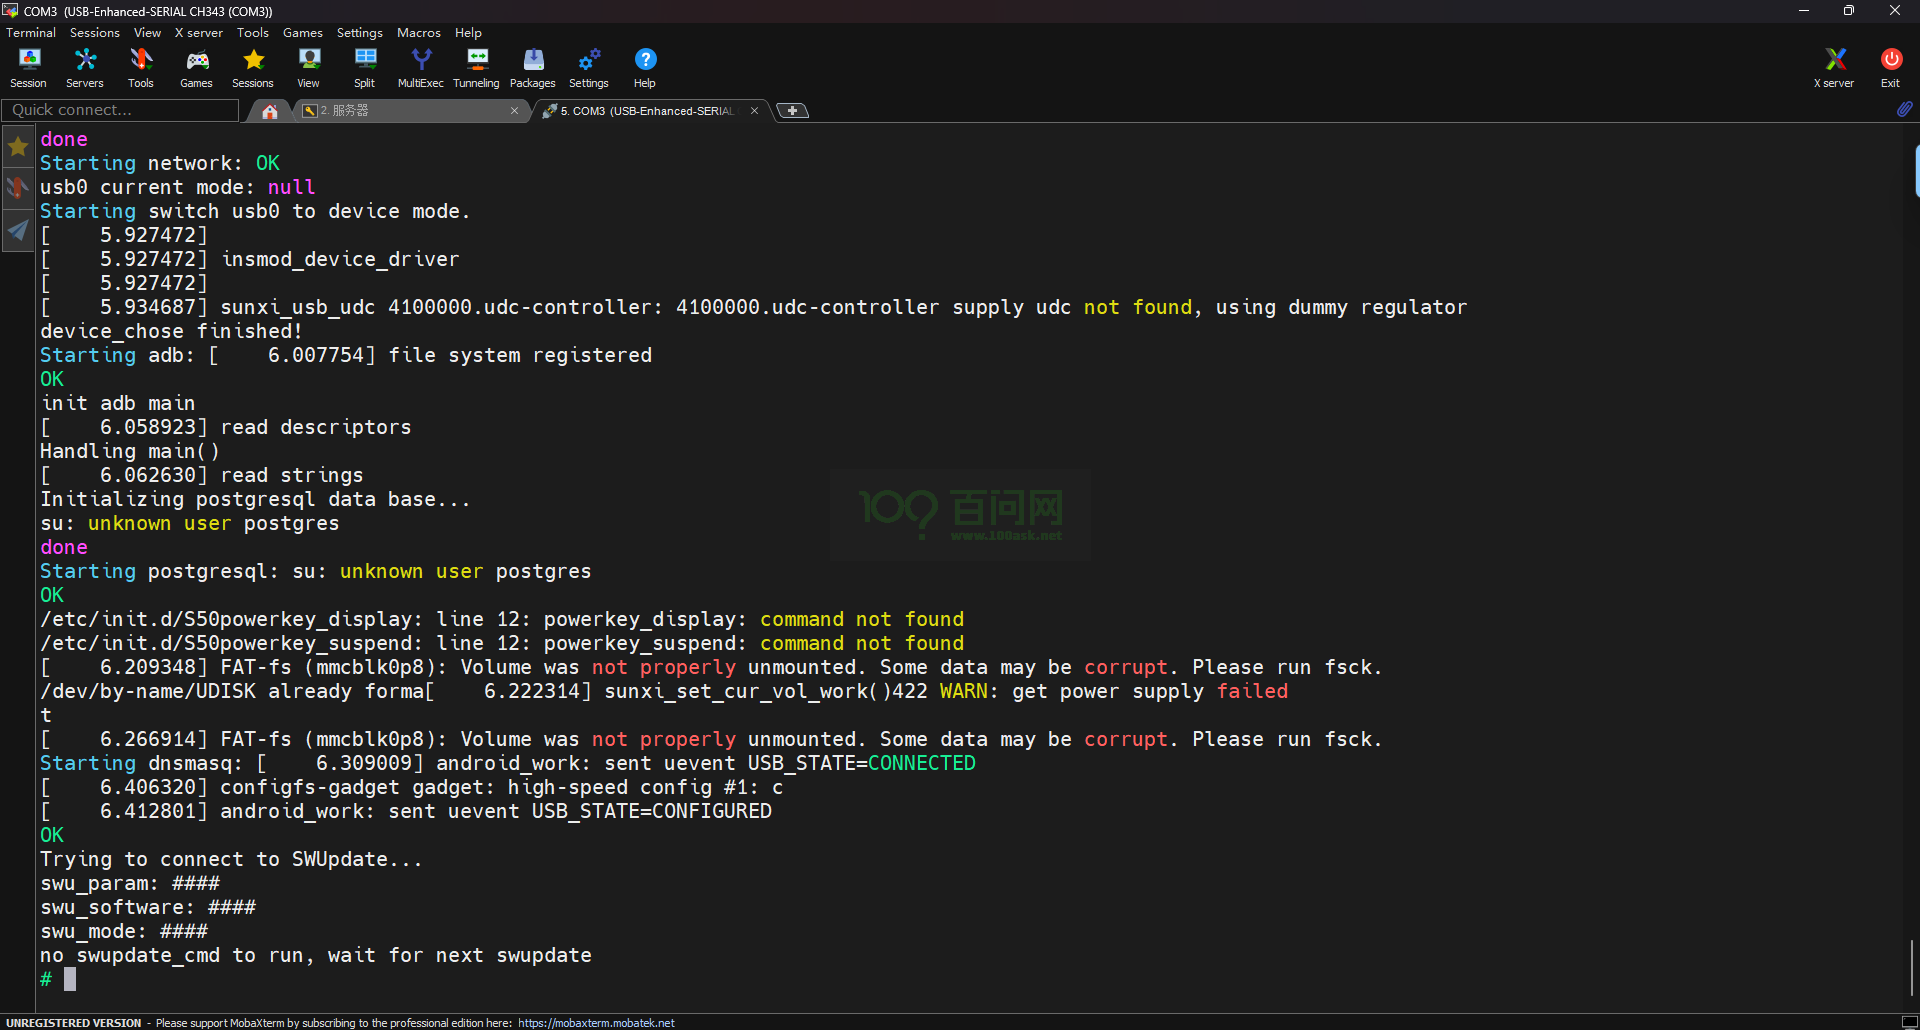 COM3 (USB-Enhanced-SERIAL CH343 (COM3))
Terminal Sessions View X server Tools Games Settings Macros Help
Session Servers Tools Games Sessions View Split MultiExec Tunneling Packages Settings Help X server Exit
Quick connect... 2. 服务器 5. COM3 (USB-Enhanced-SERIAL
done
Starting network: OK
usb0 current mode: null
Starting switch usb0 to device mode.
[    5.927472]
[    5.927472] insmod_device_driver
[    5.927472]
[    5.934687] sunxi_usb_udc 4100000.udc-controller: 4100000.udc-controller supply udc not found, using dummy regulator
device_chose finished!
Starting adb: [    6.007754] file system registered
OK
init adb main
[    6.058923] read descriptors
Handling main()
[    6.062630] read strings
Initializing postgresql data base...
su: unknown user postgres
done
Starting postgresql: su: unknown user postgres
OK
/etc/init.d/S50powerkey_display: line 12: powerkey_display: command not found
/etc/init.d/S50powerkey_suspend: line 12: powerkey_suspend: command not found
[    6.209348] FAT-fs (mmcblk0p8): Volume was not properly unmounted. Some data may be corrupt. Please run fsck.
/dev/by-name/UDISK already forma[    6.222314] sunxi_set_cur_vol_work()422 WARN: get power supply failed
t
[    6.266914] FAT-fs (mmcblk0p8): Volume was not properly unmounted. Some data may be corrupt. Please run fsck.
Starting dnsmasq: [    6.309009] android_work: sent uevent USB_STATE=CONNECTED
[    6.406320] configfs-gadget gadget: high-speed config #1: c
[    6.412801] android_work: sent uevent USB_STATE=CONFIGURED
OK
Trying to connect to SWUpdate...
swu_param: ####
swu_software: ####
swu_mode: ####
no swupdate_cmd to run, wait for next swupdate
#
百问网
www.100ask.net
UNREGISTERED VERSION - Please support MobaXterm by subscribing to the professional edition here: https://mobaxterm.mobatek.net